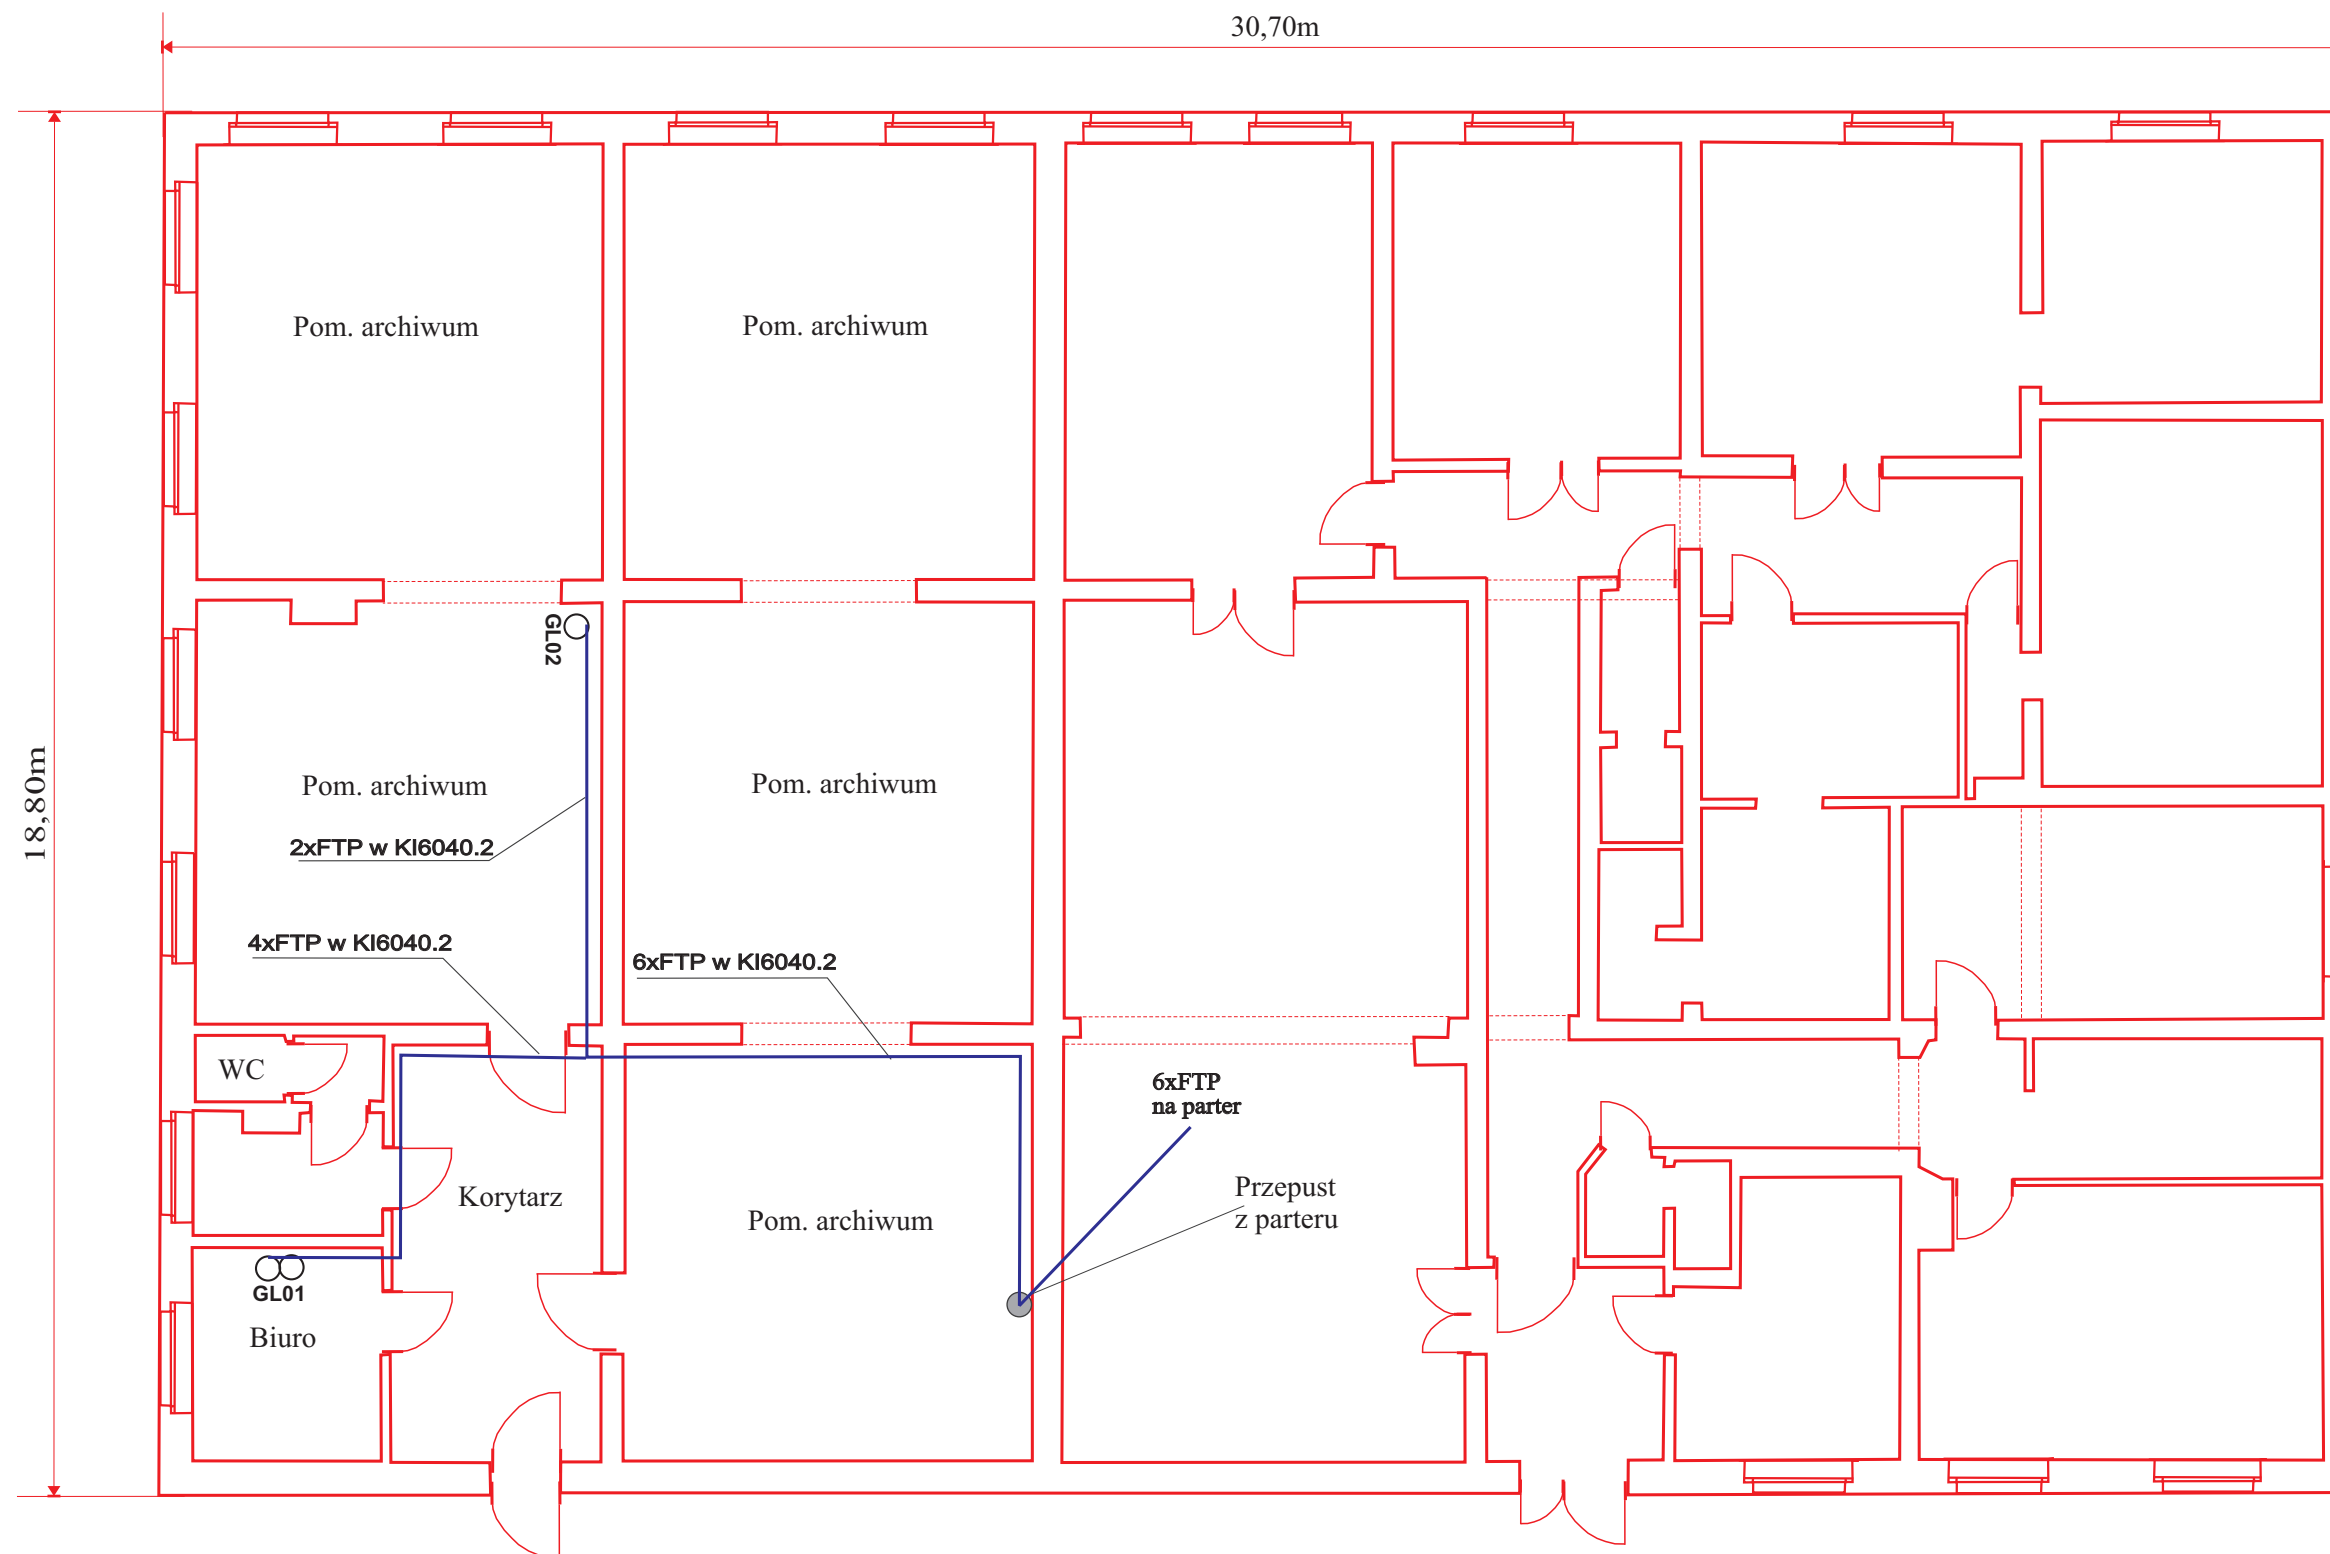 30,70m
Pom. archiwum
Pom. archiwum
GL02
18,80m
Pom. archiwum
Pom. archiwum
2xFTP w KI6040.2
4xFTP w KI6040.2
6xFTP w KI6040.2
WC
6xFTP
na parter
Korytarz
Pom. archiwum
Przepust
z parteru
GL01
Biuro